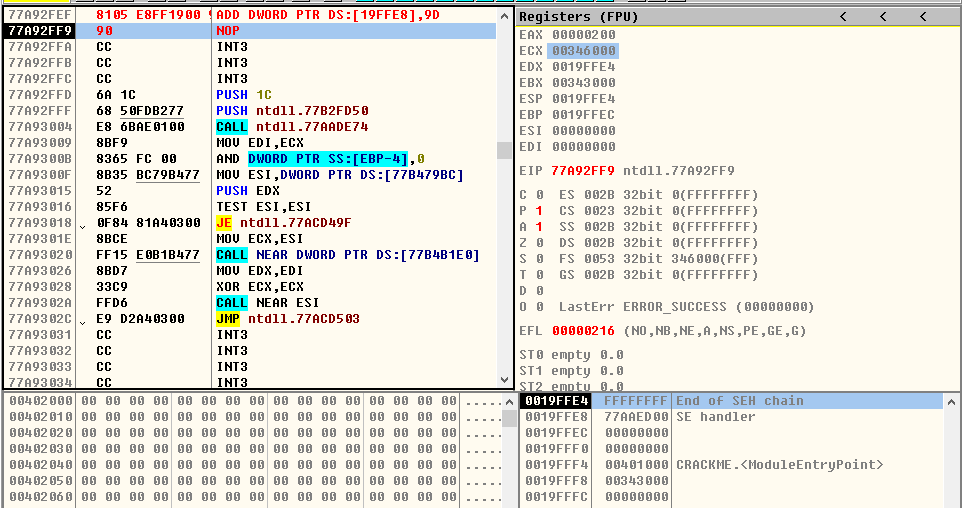 77A92FEF 8105 E8FF1900 9 ADD DWORD PTR DS:[19FFE8],9D
77A92FF9 90 NOP
77A92FFA CC INT3
77A92FFB CC INT3
77A92FFC CC INT3
77A92FFD 6A 1C PUSH 1C
77A92FFF 68 50FDB277 PUSH ntdll.77B2FD50
77A93004 E8 6BAE0100 CALL ntdll.77AADE74
77A93009 8BF9 MOV EDI,ECX
77A9300B 8365 FC 00 AND DWORD PTR SS:[EBP-4],0
77A9300F 8B35 BC79B477 MOV ESI,DWORD PTR DS:[77B479BC]
77A93015 52 PUSH EDX
77A93016 85F6 TEST ESI,ESI
77A93018 0F84 81A40300 JE ntdll.77ACD49F
77A9301E 8BCE MOV ECX,ESI
77A93020 FF15 E0B1B477 CALL NEAR DWORD PTR DS:[77B4B1E0]
77A93026 8BD7 MOV EDX,EDI
77A93028 33C9 XOR ECX,ECX
77A9302A FFD6 CALL NEAR ESI
77A9302C E9 D2A40300 JMP ntdll.77ACD503
77A93031 CC INT3
77A93032 CC INT3
77A93033 CC INT3
77A93034 CC INT3
Registers (FPU) < < <
EAX 00000200
ECX 00346000
EDX 0019FFE4
EBX 00343000
ESP 0019FFE4
EBP 0019FFEC
ESI 00000000
EDI 00000000
EIP 77A92FF9 ntdll.77A92FF9
C 0 ES 002B 32bit 0(FFFFFFFF)
P 1 CS 0023 32bit 0(FFFFFFFF)
A 1 SS 002B 32bit 0(FFFFFFFF)
Z 0 DS 002B 32bit 0(FFFFFFFF)
S 0 FS 0053 32bit 346000(FFF)
T 0 GS 002B 32bit 0(FFFFFFFF)
D 0
O 0 LastErr ERROR_SUCCESS (00000000)
EFL 00000216 (NO,NB,NE,A,NS,PE,GE,G)
ST0 empty 0.0
ST1 empty 0.0
ST2 empty 0.0
00402000 00 00 00 00 00 00 00 00 00 00 00 00 00 00 00 00 .....
00402010 00 00 00 00 00 00 00 00 00 00 00 00 00 00 00 00 .....
00402020 00 00 00 00 00 00 00 00 00 00 00 00 00 00 00 00 .....
00402030 00 00 00 00 00 00 00 00 00 00 00 00 00 00 00 00 .....
00402040 00 00 00 00 00 00 00 00 00 00 00 00 00 00 00 00 .....
00402050 00 00 00 00 00 00 00 00 00 00 00 00 00 00 00 00 .....
00402060 00 00 00 00 00 00 00 00 00 00 00 00 00 00 00 00 .....
0019FFE4 FFFFFFFF End of SEH chain
0019FFE8 77AAED00 SE handler
0019FFEC 00000000
0019FFF0 00000000
0019FFF4 00401000 CRACKME.<ModuleEntryPoint>
0019FFF8 00343000
0019FFFC 00000000